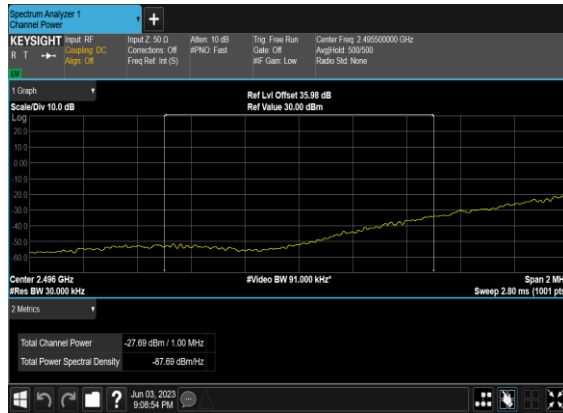 Spectrum Analyzer 1
Channel Power
+
KEYSIGHT
R T
Input: RF
Coupling: DC
Align: Off
Input Z: 50 Ω
Corrections: Off
Freq Ref: Int (S)
Atten: 10 dB
#PNO: Fast
Trig: Free Run
Gate: Off
#IF Gain: Low
Center Freq: 2.495500000 GHz
Avg|Hold: 500/500
Radio Std: None
1 Graph
Scale/Div 10.0 dB
Ref Lvl Offset 35.98 dB
Ref Value 30.00 dBm
Log
20.0
10.0
0.00
-10.0
-20.0
-30.0
-40.0
-50.0
-60.0
Center 2.496 GHz
#Res BW 30.000 kHz
#Video BW 91.000 kHz*
Span 2 MH
Sweep 2.80 ms (1001 pts
2 Metrics
Total Channel Power -27.69 dBm / 1.00 MHz
Total Power Spectral Density -87.69 dBm/Hz
?
Jun 03, 2023
9:08:54 PM